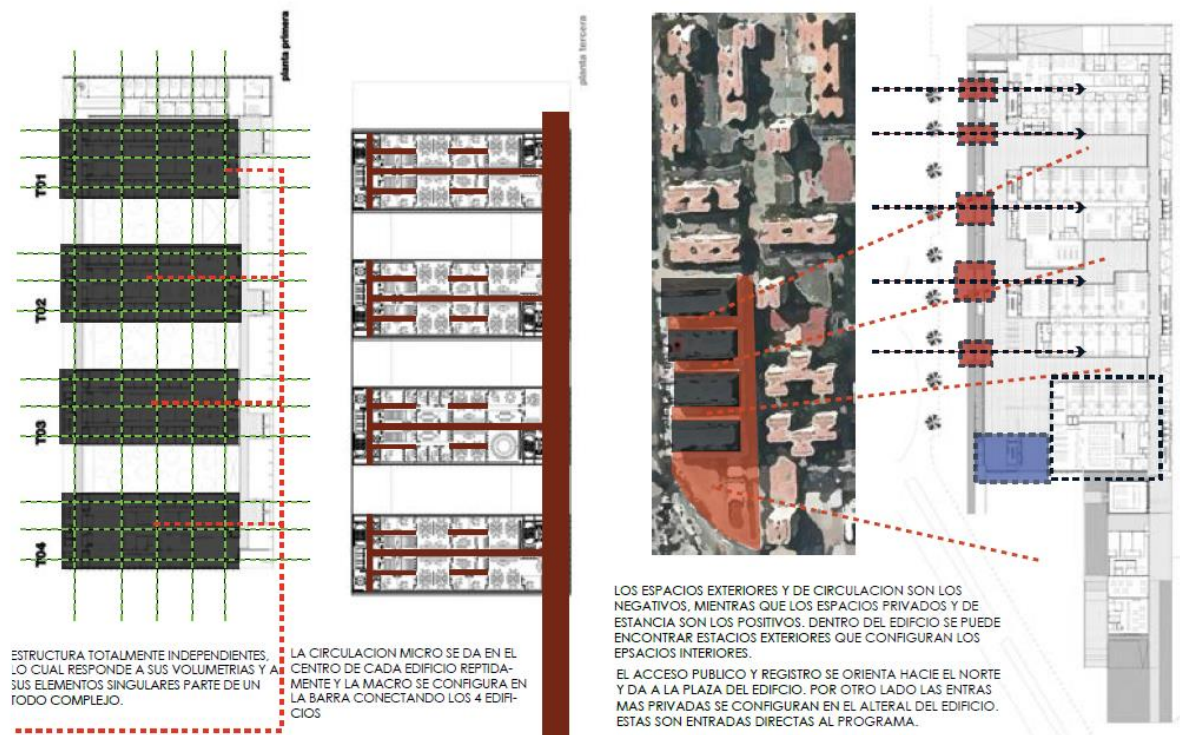 planta primera
planta tercera
T01
T02
T03
T04
ESTRUCTURA TOTALMENTE INDEPENDIENTES,
LO CUAL RESPONDE A SUS VOLUMETRIAS Y A
SUS ELEMENTOS SINGULARES PARTE DE UN
TODO COMPLEJO.
LA CIRCULACION MICRO SE DA EN EL
CENTRO DE CADA EDIFICIO REPTIDA-
MENTE Y LA MACRO SE CONFIGURA EN
LA BARRA CONECTANDO LOS 4 EDIFI-
CIOS
LOS ESPACIOS EXTERIORES Y DE CIRCULACION SON LOS
NEGATIVOS, MIENTRAS QUE LOS ESPACIOS PRIVADOS Y DE
ESTANCIA SON LOS POSITIVOS. DENTRO DEL EDIFCIO SE PUEDE
ENCONTRAR ESTACIOS EXTERIORES QUE CONFIGURAN LOS
EPSACIOS INTERIORES.
EL ACCESO PUBLICO Y REGISTRO SE ORIENTA HACIE EL NORTE
Y DA A LA PLAZA DEL EDIFCIO. POR OTRO LADO LAS ENTRAS
MAS PRIVADAS SE CONFIGURAN EN EL ALTERAL DEL EDIFICIO.
ESTAS SON ENTRADAS DIRECTAS AL PROGRAMA.